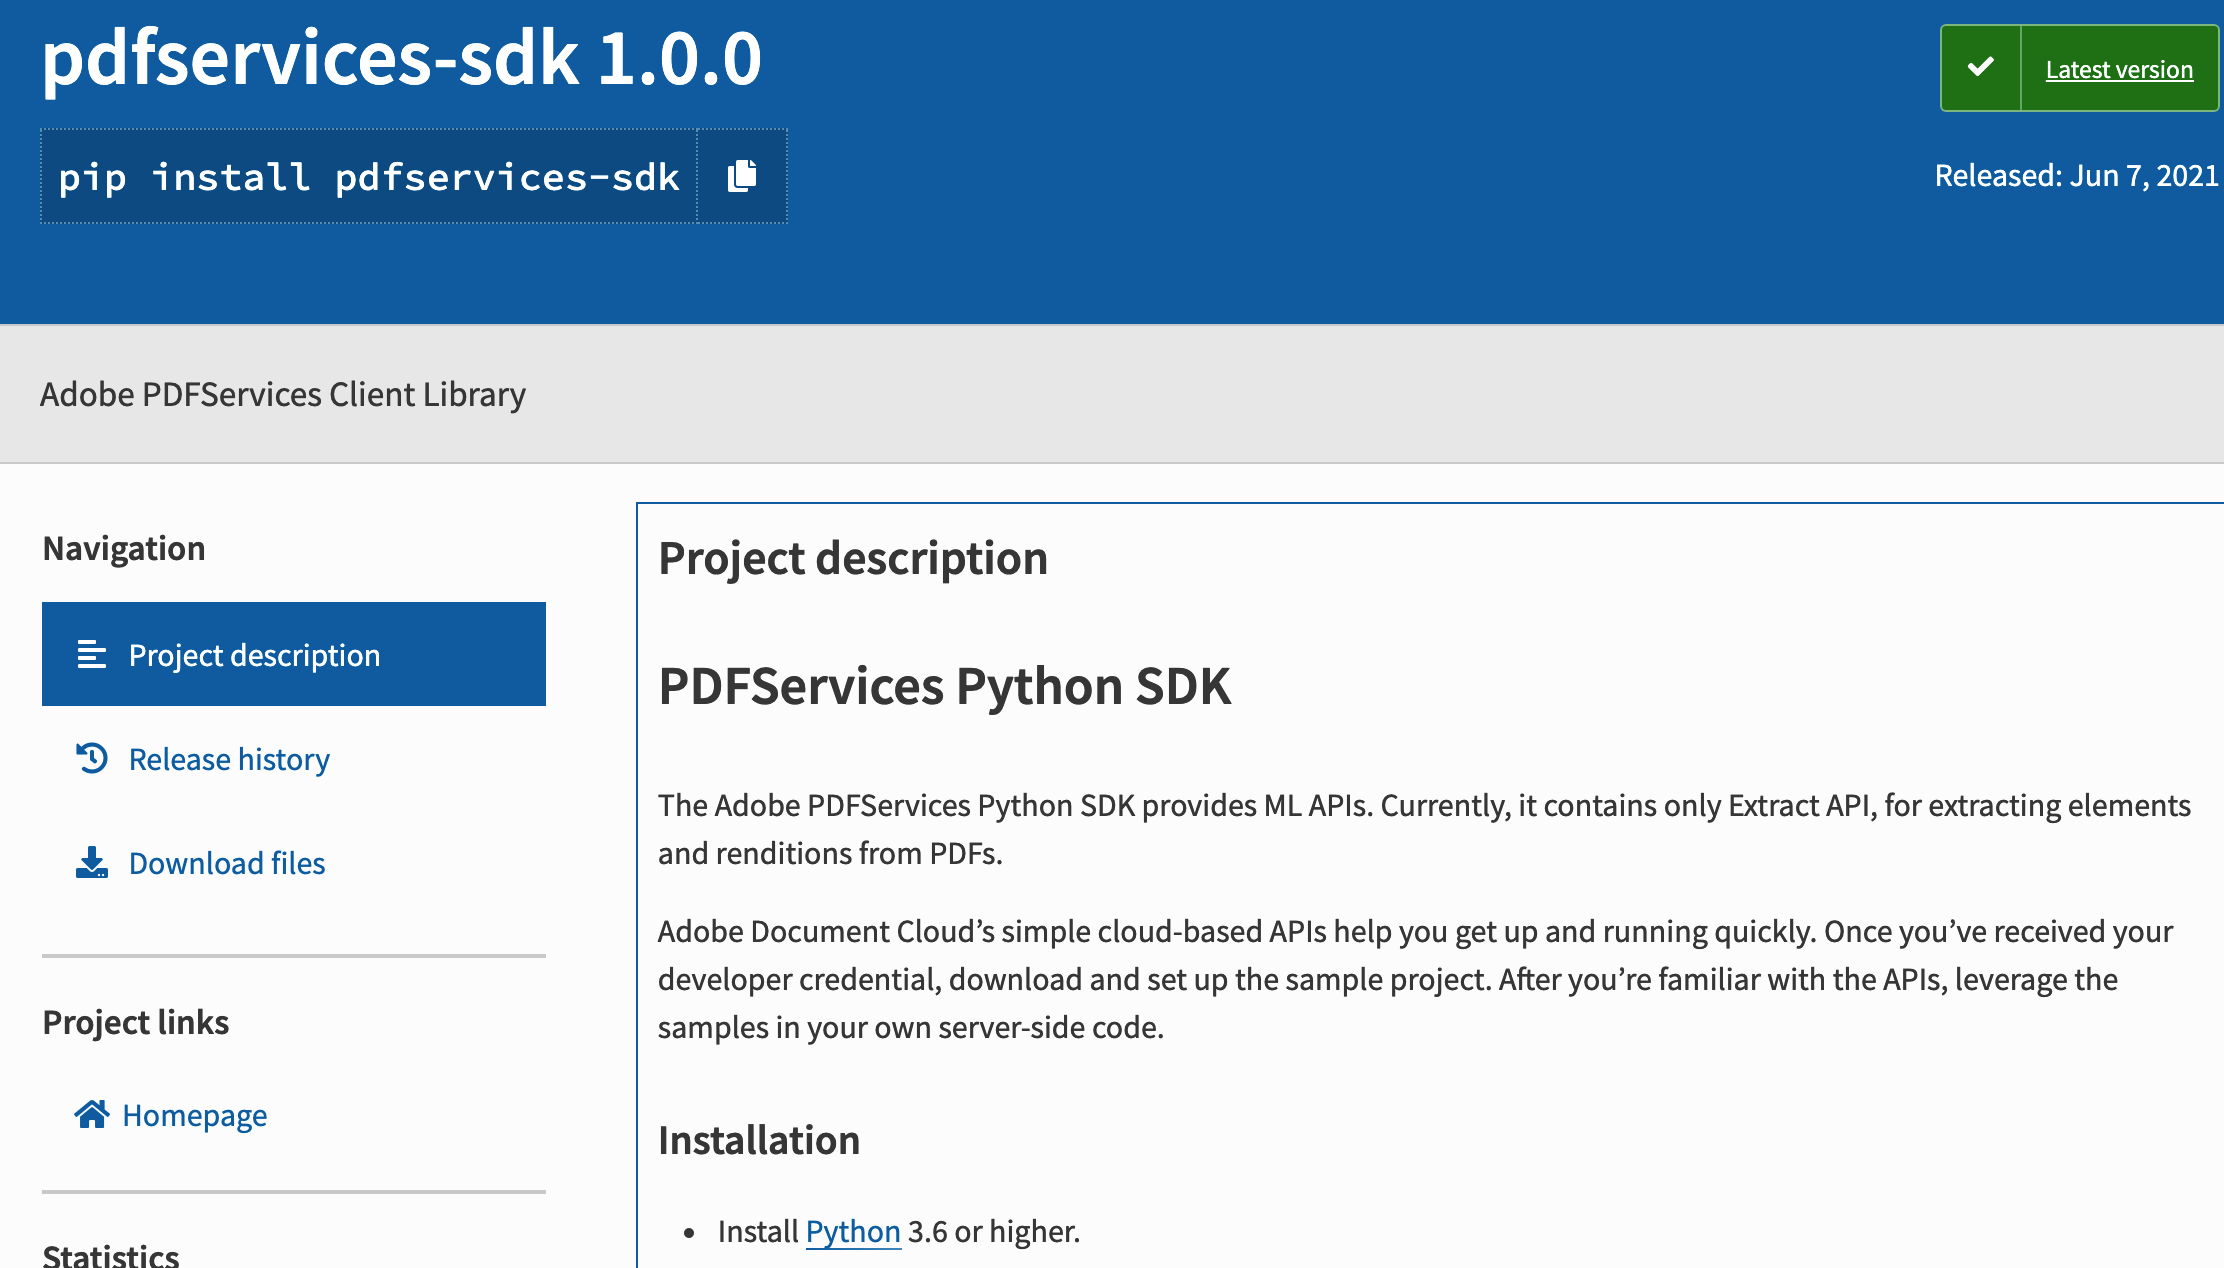 pdfservices-sdk 1.0.0
Latest version
pip install pdfservices-sdk
Released: Jun 7, 2021
Adobe PDFServices Client Library
Navigation
Project description
Release history
Download files
Project links
Homepage
Statistics
Project description
PDFServices Python SDK
The Adobe PDFServices Python SDK provides ML APIs. Currently, it contains only Extract API, for extracting elements
and renditions from PDFs.
Adobe Document Cloud’s simple cloud-based APIs help you get up and running quickly. Once you’ve received your
developer credential, download and set up the sample project. After you’re familiar with the APIs, leverage the
samples in your own server-side code.
Installation
• Install Python 3.6 or higher.